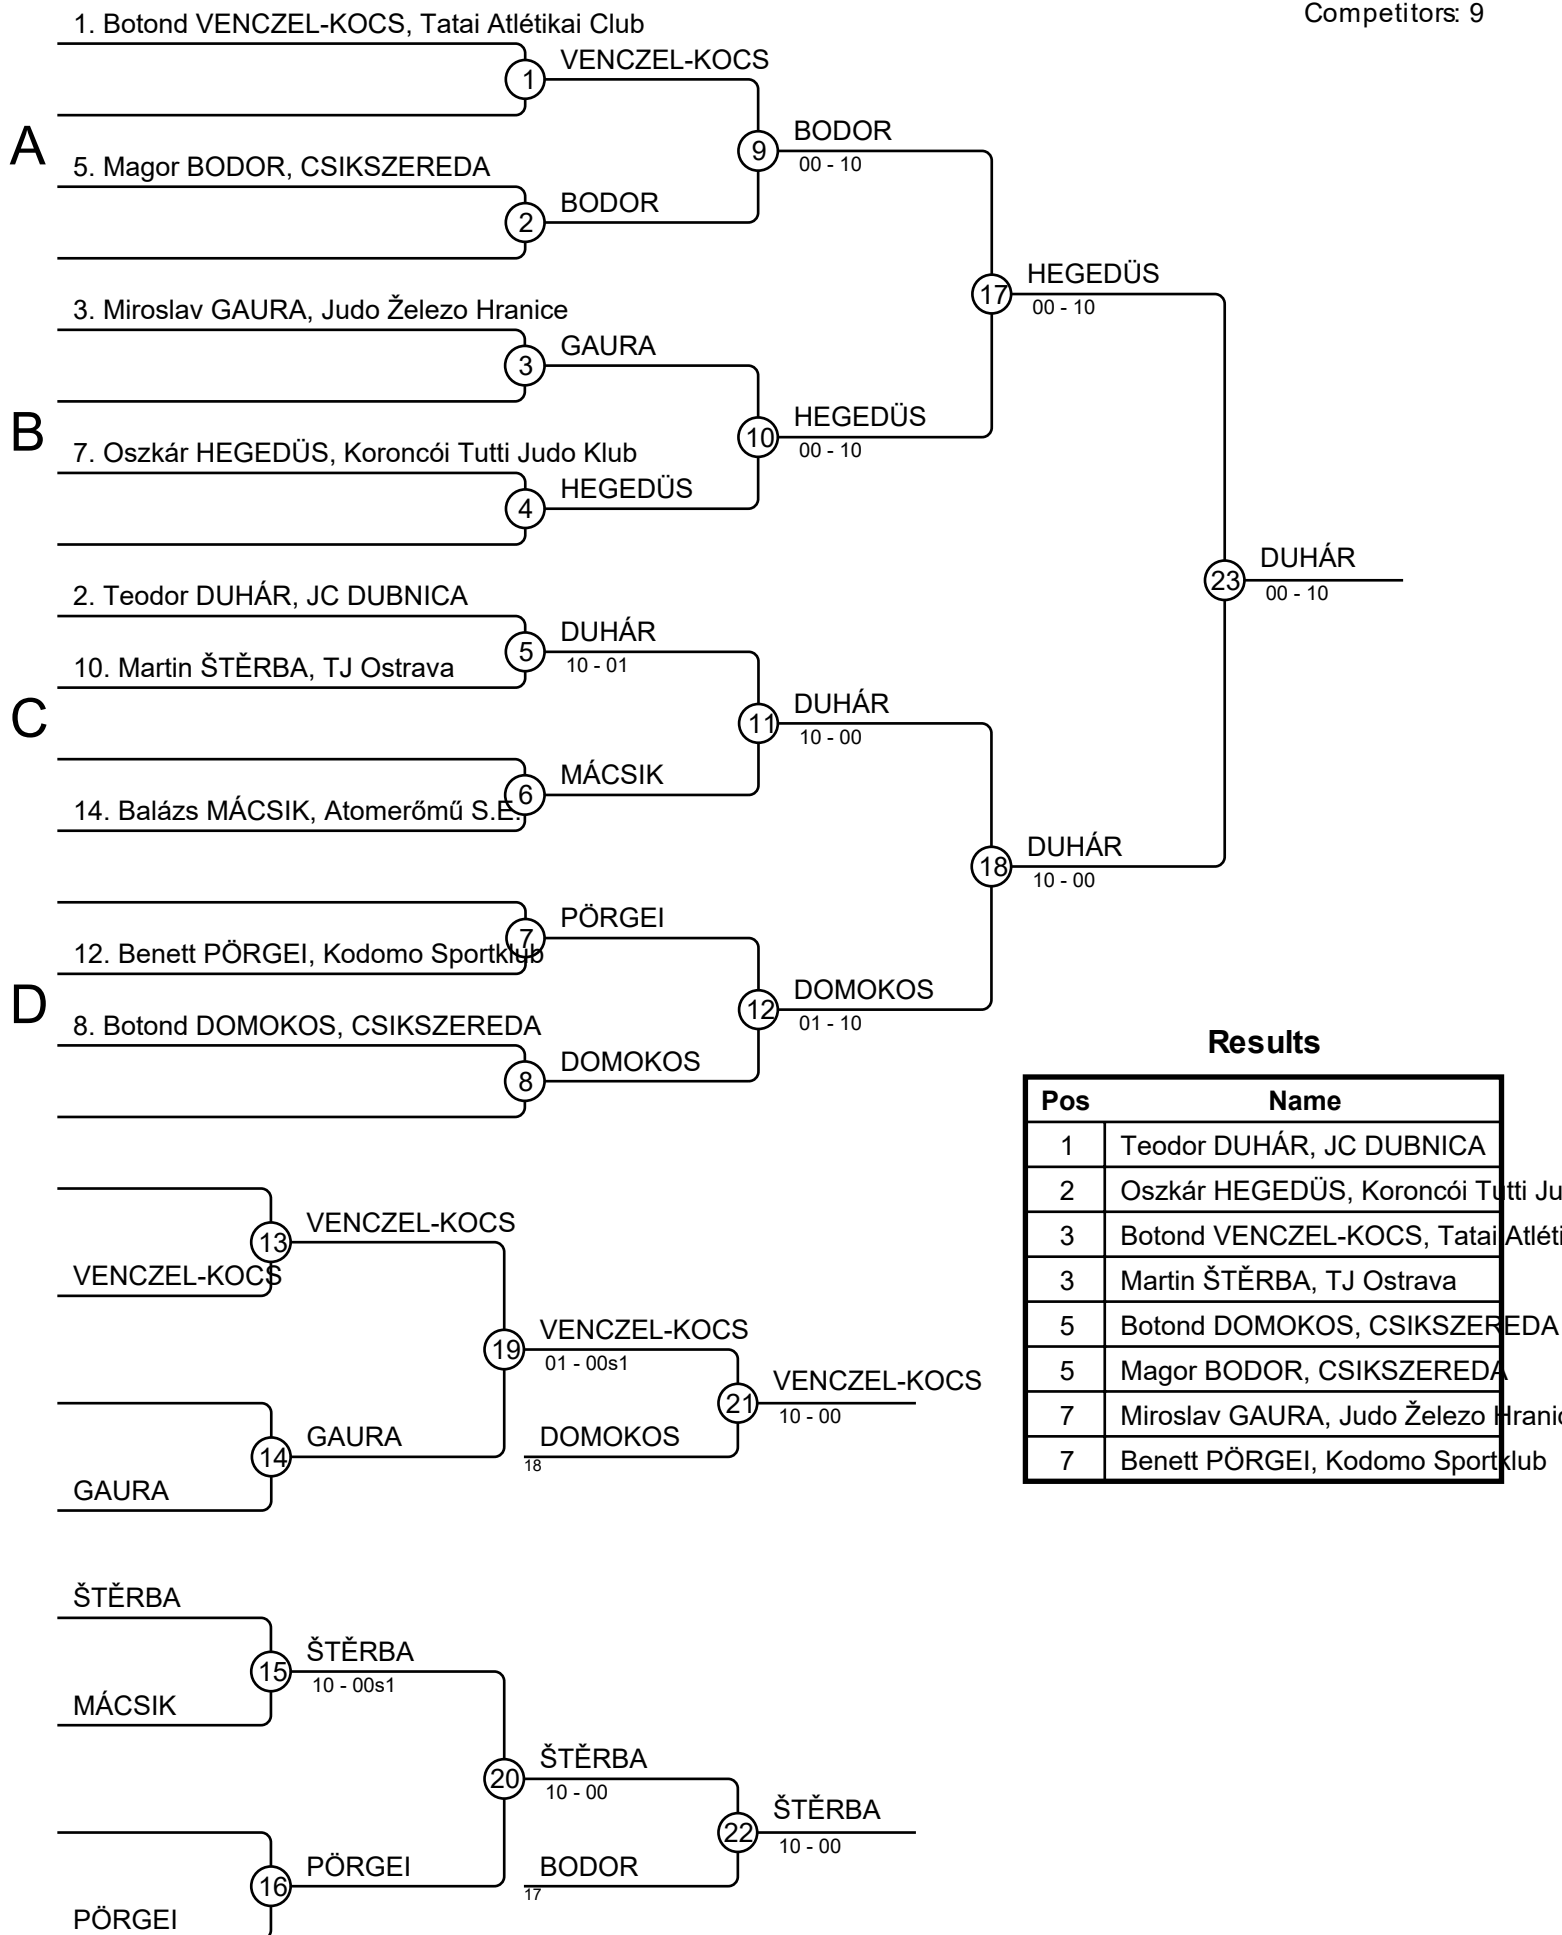 Competitors: 9
1. Botond VENCZEL-KOCS, Tatai Atlétikai Club
VENCZEL-KOCS
1
A
BODOR
9
00 - 10
5. Magor BODOR, CSIKSZEREDA
BODOR
2
HEGEDÜS
17
00 - 10
3. Miroslav GAURA, Judo Železo Hranice
GAURA
3
B
HEGEDÜS
10
00 - 10
7. Oszkár HEGEDÜS, Koroncói Tutti Judo Klub
HEGEDÜS
4
DUHÁR
23
00 - 10
2. Teodor DUHÁR, JC DUBNICA
DUHÁR
5
10 - 01
10. Martin ŠTĚRBA, TJ Ostrava
C
DUHÁR
11
10 - 00
MÁCSIK
6
14. Balázs MÁCSIK, Atomerőmű S.E.
DUHÁR
18
10 - 00
PÖRGEI
7
12. Benett PÖRGEI, Kodomo Sportklub
D
DOMOKOS
12
01 - 10
8. Botond DOMOKOS, CSIKSZEREDA
DOMOKOS
8
Results
Pos Name
1 Teodor DUHÁR, JC DUBNICA
2 Oszkár HEGEDÜS, Koroncói Tutti Ju
3 Botond VENCZEL-KOCS, Tatai Atléti
3 Martin ŠTĚRBA, TJ Ostrava
5 Botond DOMOKOS, CSIKSZEREDA
5 Magor BODOR, CSIKSZEREDA
7 Miroslav GAURA, Judo Železo Hranic
7 Benett PÖRGEI, Kodomo Sportklub
VENCZEL-KOCS
13
VENCZEL-KOCS
VENCZEL-KOCS
19
01 - 00s1
VENCZEL-KOCS
21
10 - 00
GAURA
14
DOMOKOS
18
GAURA
ŠTĚRBA
ŠTĚRBA
15
10 - 00s1
MÁCSIK
ŠTĚRBA
20
10 - 00
ŠTĚRBA
22
10 - 00
PÖRGEI
16
BODOR
17
PÖRGEI